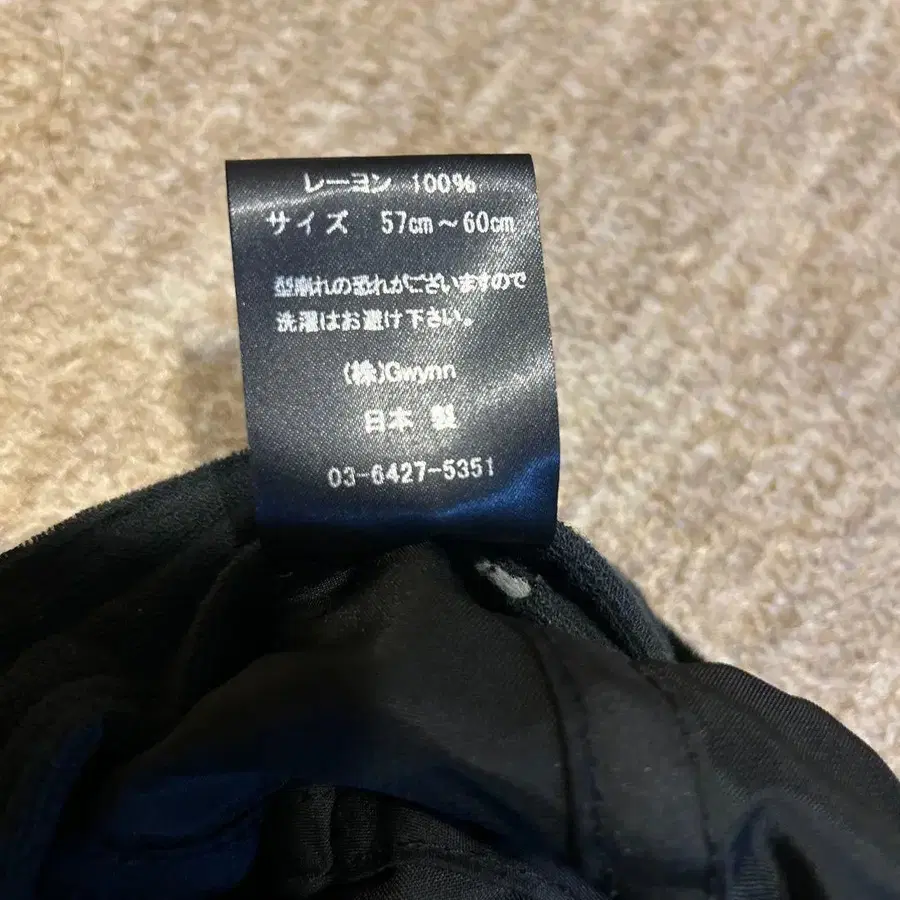 レーヨン 100%
サイズ 57cm～60cm
型崩れの恐れがございますので
洗濯はお避け下さい。
(株)Gwynn
日本 製
03-6427-5351